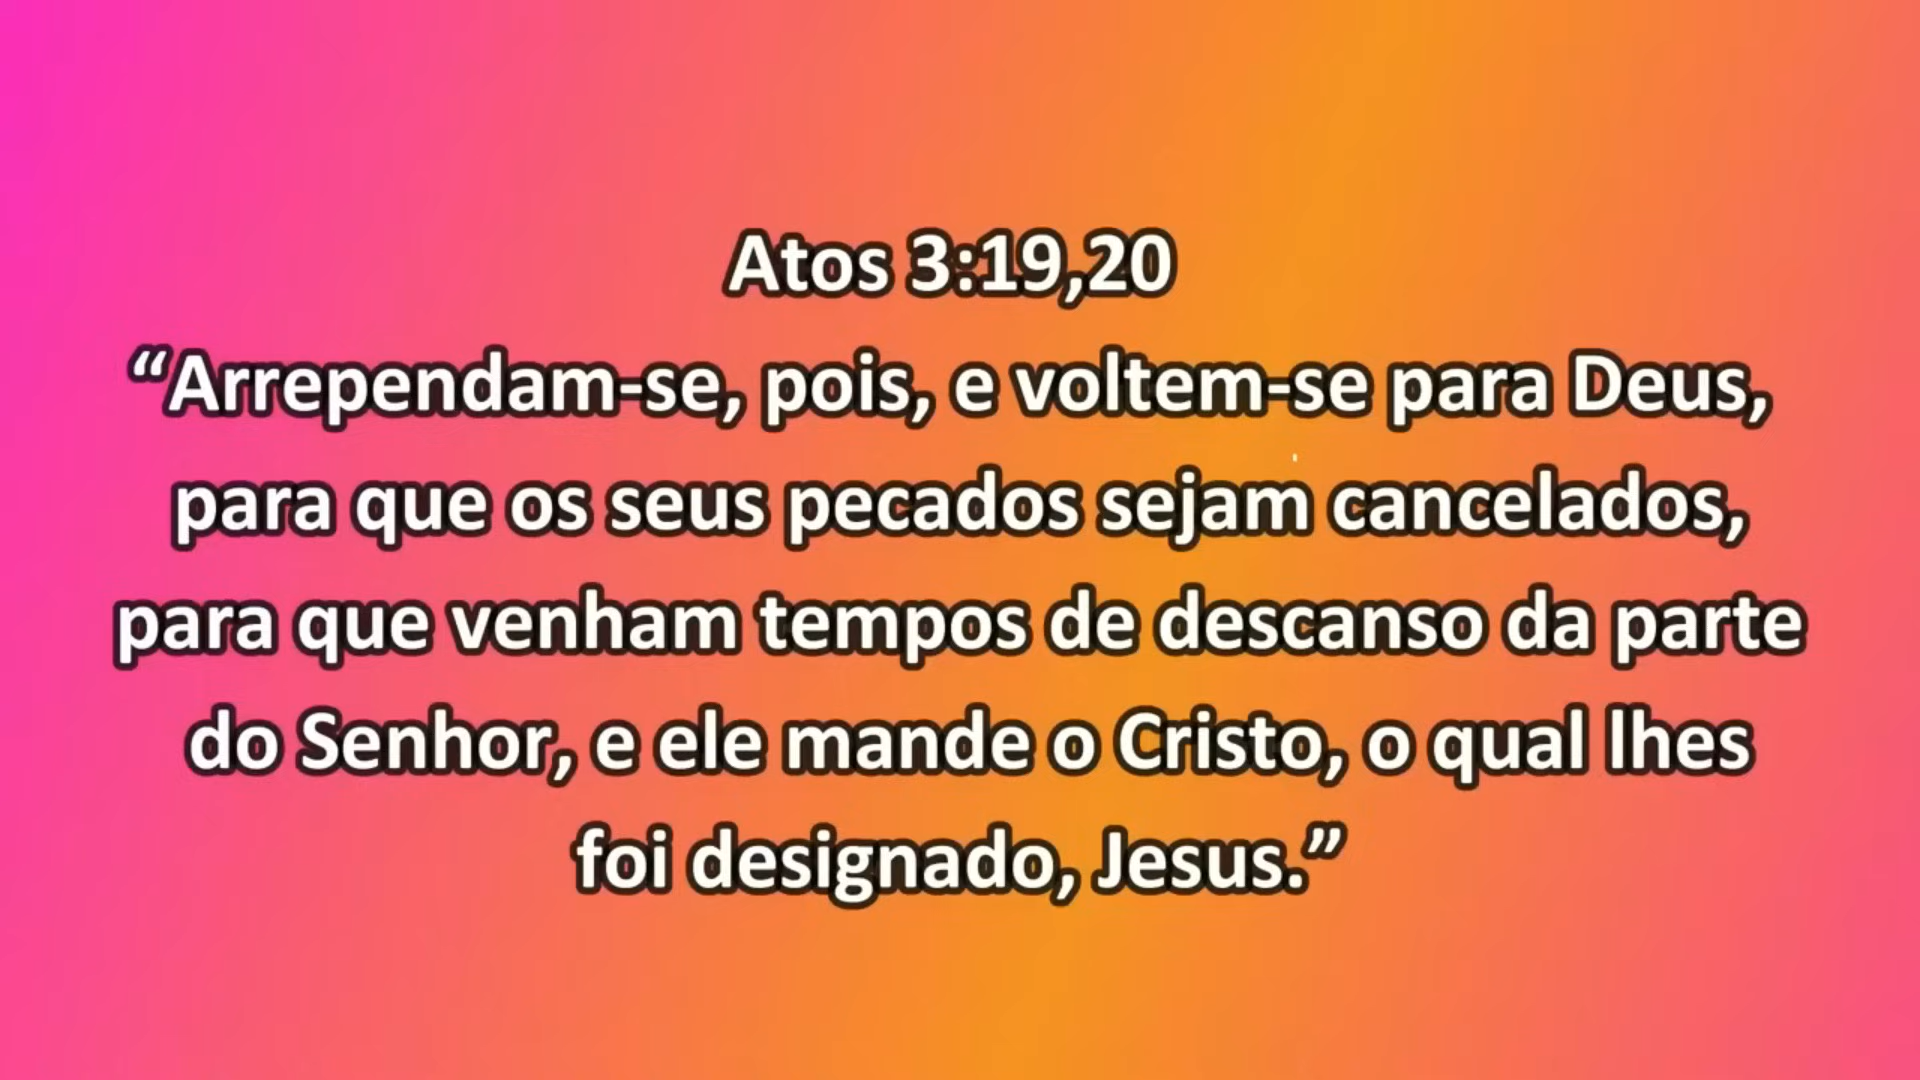 Atos 3:19,20
“Arrependam-se, pois, e voltem-se para Deus,
para que os seus pecados sejam cancelados,
para que venham tempos de descanso da parte
do Senhor, e ele mande o Cristo, o qual lhes
foi designado, Jesus.”